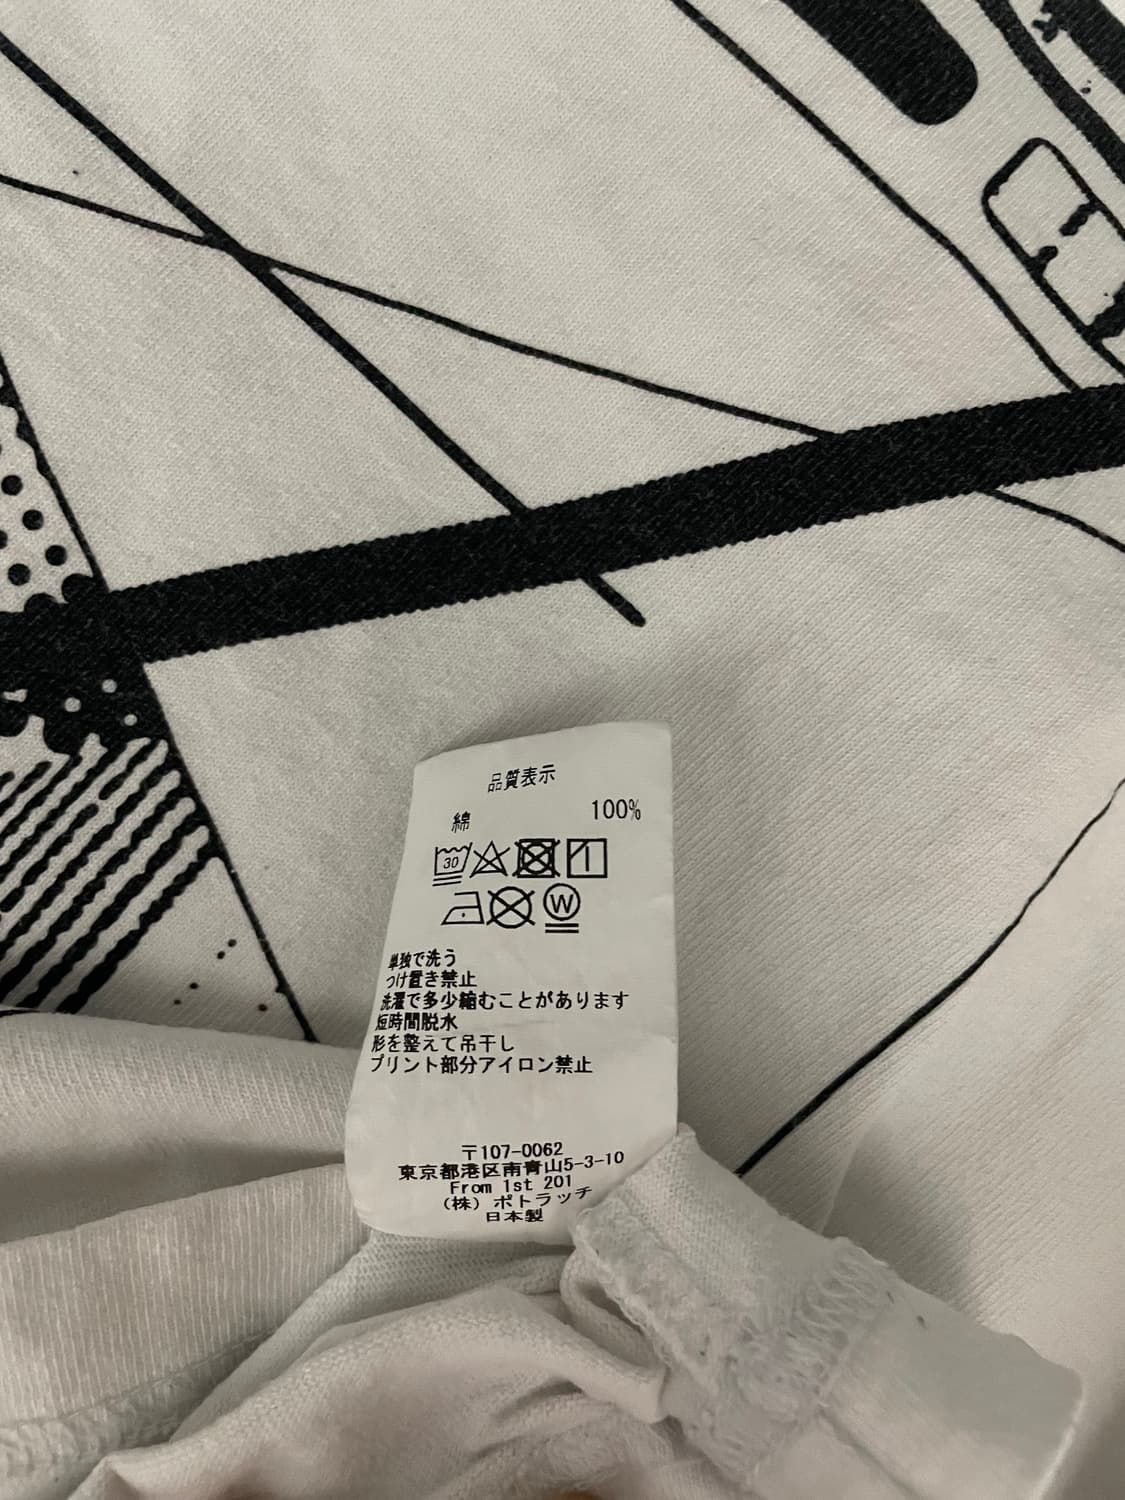 品質表示
綿 100%
30
W
単独で洗う
つけ置き禁止
洗濯で多少縮むことがあります
短時間脱水
形を整えて吊干し
プリント部分アイロン禁止
〒107-0062
東京都港区南青山5-3-10
From 1st 201
(株) ポトラッチ
日本製